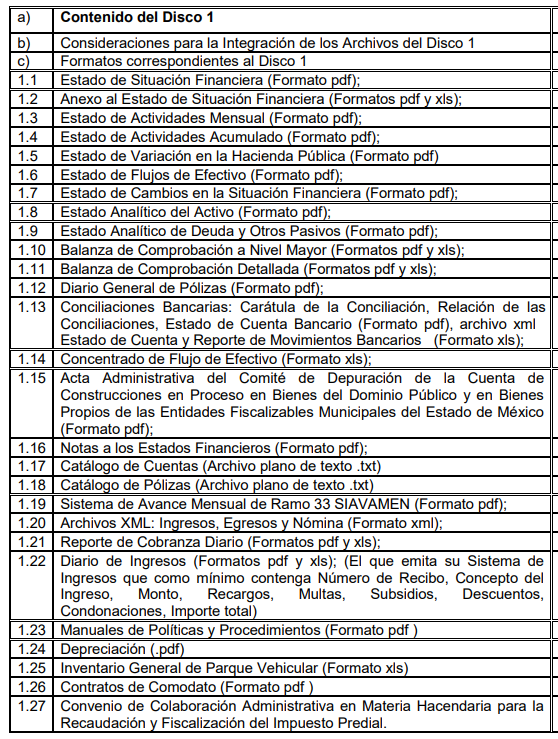 a) Contenido del Disco 1
b) Consideraciones para la Integración de los Archivos del Disco 1
c) Formatos correspondientes al Disco 1
1.1 Estado de Situación Financiera (Formato pdf);
1.2 Anexo al Estado de Situación Financiera (Formatos pdf y xls);
1.3 Estado de Actividades Mensual (Formato pdf);
1.4 Estado de Actividades Acumulado (Formato pdf);
1.5 Estado de Variación en la Hacienda Pública (Formato pdf)
1.6 Estado de Flujos de Efectivo (Formato pdf);
1.7 Estado de Cambios en la Situación Financiera (Formato pdf);
1.8 Estado Analítico del Activo (Formato pdf);
1.9 Estado Analítico de Deuda y Otros Pasivos (Formato pdf);
1.10 Balanza de Comprobación a Nivel Mayor (Formatos pdf y xls);
1.11 Balanza de Comprobación Detallada (Formatos pdf y xls);
1.12 Diario General de Pólizas (Formato pdf);
1.13 Conciliaciones Bancarias: Carátula de la Conciliación, Relación de las
Conciliaciones, Estado de Cuenta Bancario (Formato pdf), archivo xml
Estado de Cuenta y Reporte de Movimientos Bancarios (Formato xls);
1.14 Concentrado de Flujo de Efectivo (Formato xls);
1.15 Acta Administrativa del Comité de Depuración de la Cuenta de
Construcciones en Proceso en Bienes del Dominio Público y en Bienes
Propios de las Entidades Fiscalizables Municipales del Estado de México
(Formato pdf);
1.16 Notas a los Estados Financieros (Formato pdf);
1.17 Catálogo de Cuentas (Archivo plano de texto .txt)
1.18 Catálogo de Pólizas (Archivo plano de texto .txt)
1.19 Sistema de Avance Mensual de Ramo 33 SIAVAMEN (Formato pdf);
1.20 Archivos XML: Ingresos, Egresos y Nómina (Formato xml);
1.21 Reporte de Cobranza Diario (Formatos pdf y xls);
1.22 Diario de Ingresos (Formatos pdf y xls); (El que emita su Sistema de
Ingresos que como mínimo contenga Número de Recibo, Concepto del
Ingreso, Monto, Recargos, Multas, Subsidios, Descuentos,
Condonaciones, Importe total)
1.23 Manuales de Políticas y Procedimientos (Formato pdf )
1.24 Depreciación (.pdf)
1.25 Inventario General de Parque Vehicular (Formato xls)
1.26 Contratos de Comodato (Formato pdf )
1.27 Convenio de Colaboración Administrativa en Materia Hacendaria para la
Recaudación y Fiscalización del Impuesto Predial.